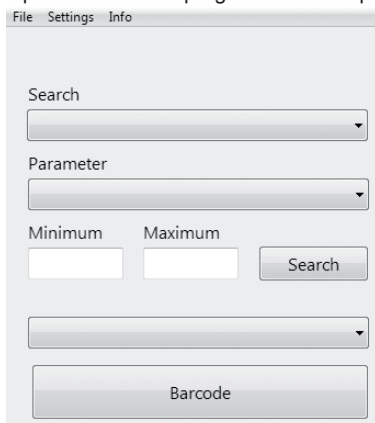 File Settings Info
Search
Parameter
Minimum Maximum
Search
Barcode